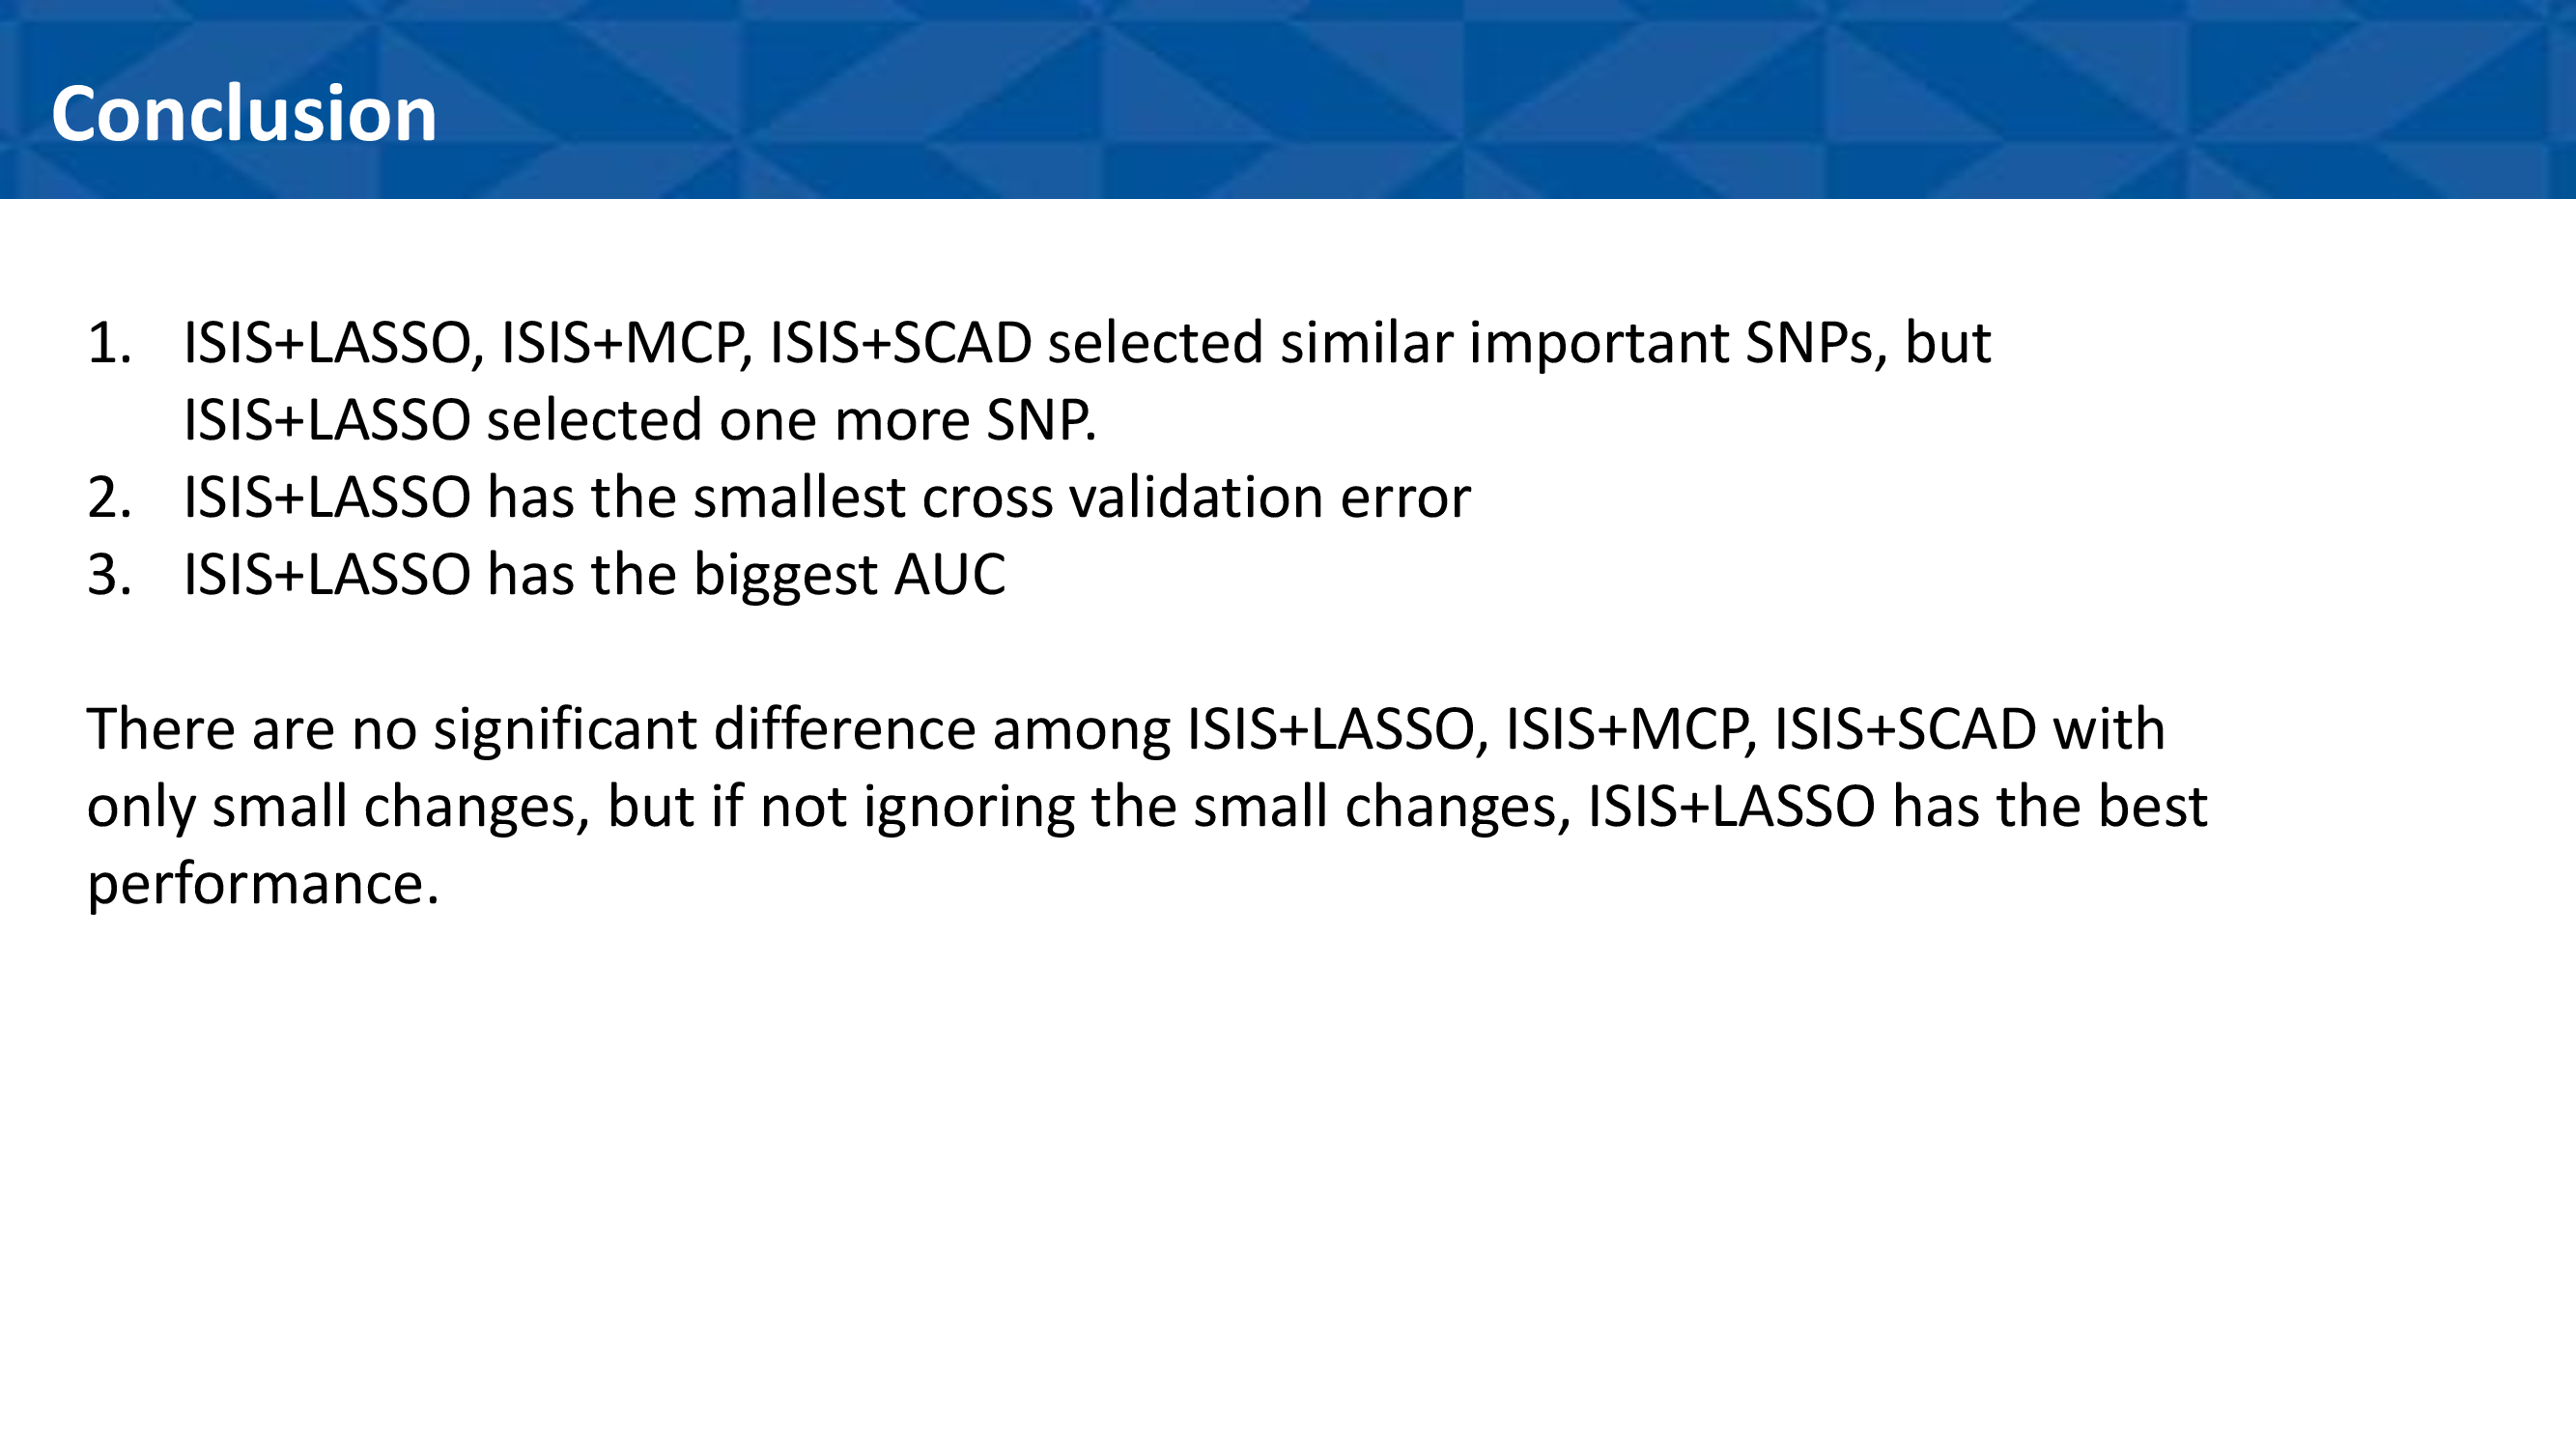 Conclusion
1. ISIS+LASSO, ISIS+MCP, ISIS+SCAD selected similar important SNPs, but
ISIS+LASSO selected one more SNP.
2. ISIS+LASSO has the smallest cross validation error
3. ISIS+LASSO has the biggest AUC
There are no significant difference among ISIS+LASSO, ISIS+MCP, ISIS+SCAD with
only small changes, but if not ignoring the small changes, ISIS+LASSO has the best
performance.